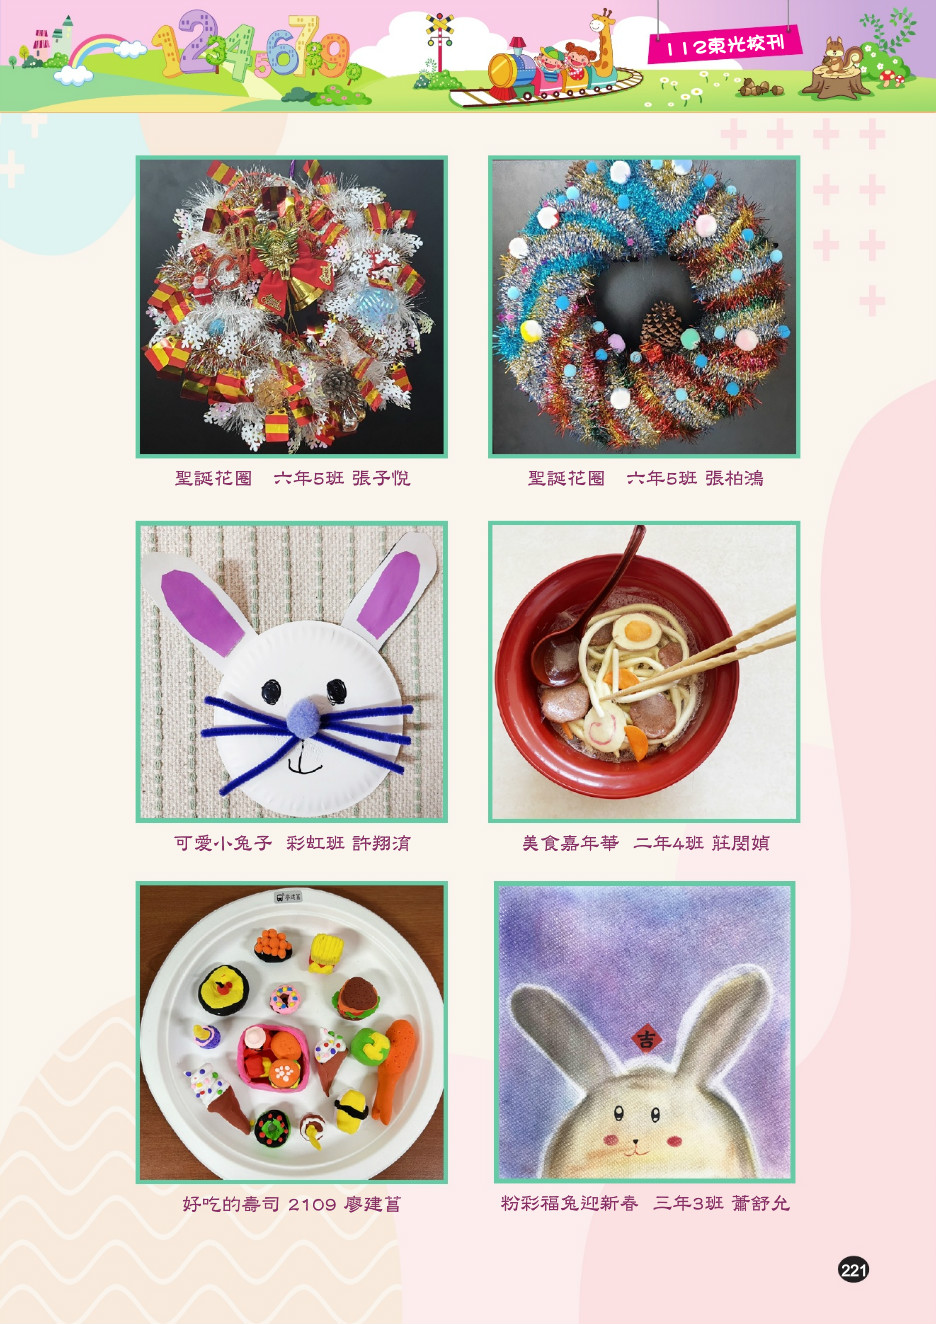 112東光校刊
聖誕花圈 六年5班 張予悅
聖誕花圈 六年5班 張柏鴻
可愛小兔子 彩虹班 許翔淯
美食嘉年華 二年4班 莊閔媜
好吃的壽司 2109 廖建菖
吉
粉彩福兔迎新春 三年3班 蕭舒允
221